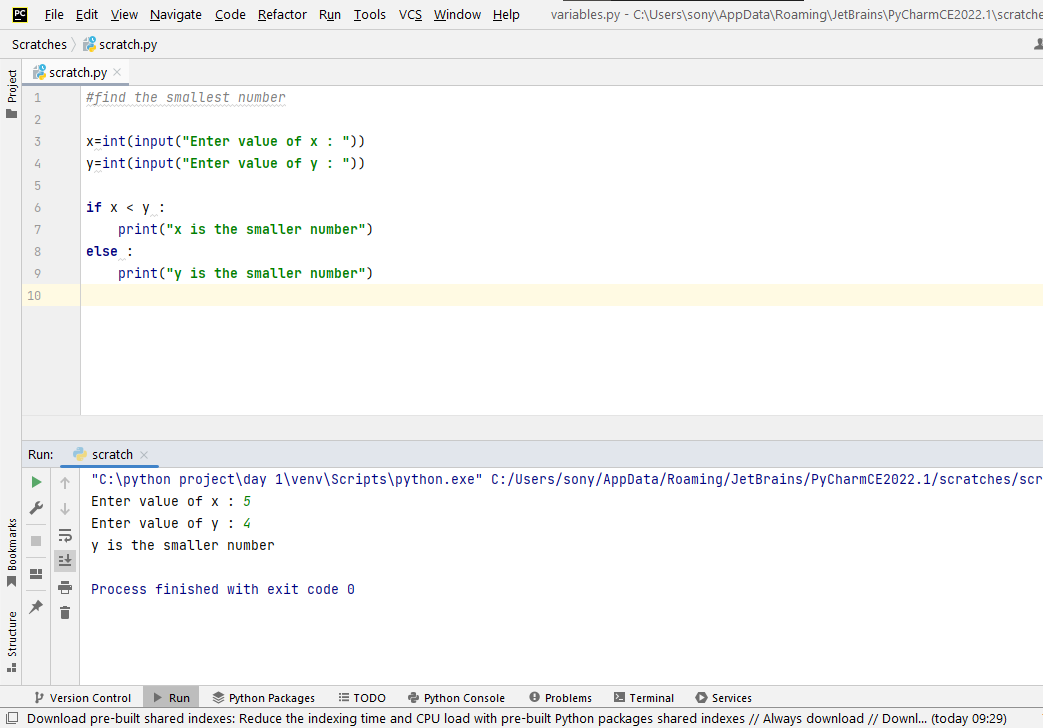 PC File Edit View Navigate Code Refactor Run Tools VCS Window Help variables.py - C:\Users\sony\AppData\Roaming\JetBrains\PyCharmCE2022.1\scratche
Scratches scratch.py
scratch.py
Project
1 #find the smallest number
2
3 x=int(input("Enter value of x : "))
4 y=int(input("Enter value of y : "))
5
6 if x < y :
7 print("x is the smaller number")
8 else :
9 print("y is the smaller number")
10
Run: scratch
"C:\python project\day 1\venv\Scripts\python.exe" C:/Users/sony/AppData/Roaming/JetBrains/PyCharmCE2022.1/scratches/scr
Enter value of x : 5
Enter value of y : 4
y is the smaller number
Process finished with exit code 0
Bookmarks
Structure
Version Control Run Python Packages TODO Python Console Problems Terminal Services
Download pre-built shared indexes: Reduce the indexing time and CPU load with pre-built Python packages shared indexes // Always download // Downl... (today 09:29)